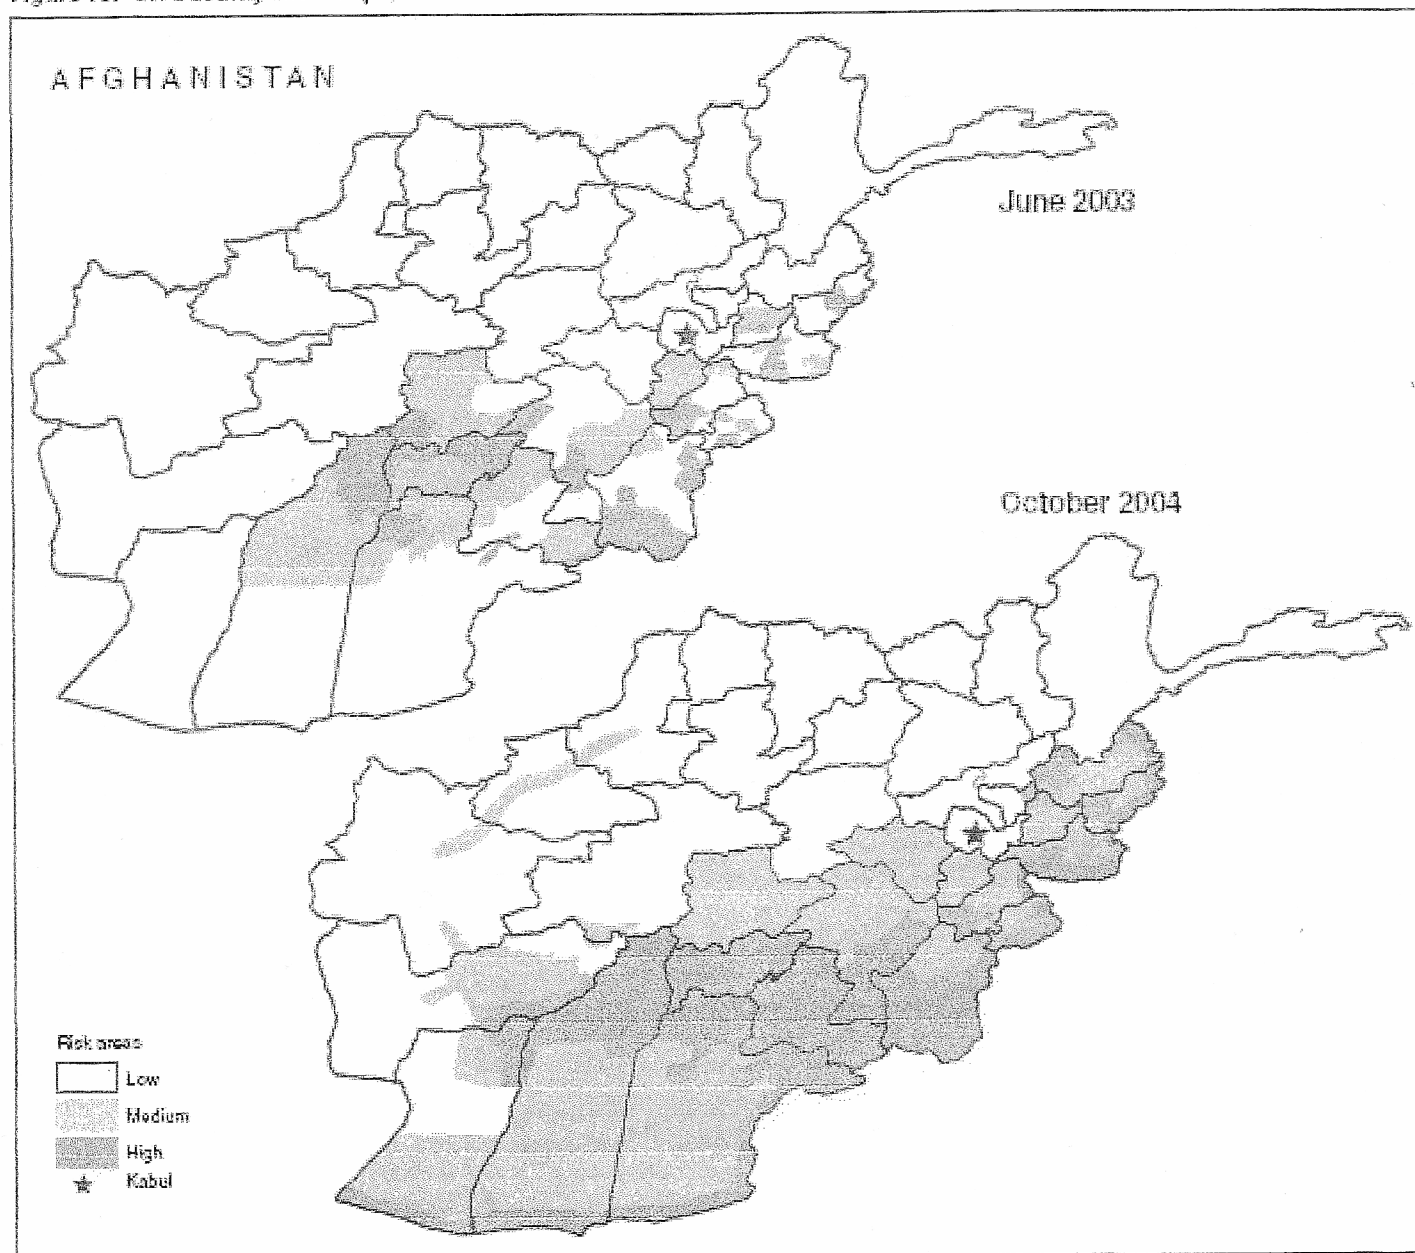 AFGHANISTAN
June 2003
October 2004
Risk areas
Low
Medium
High
Kabul